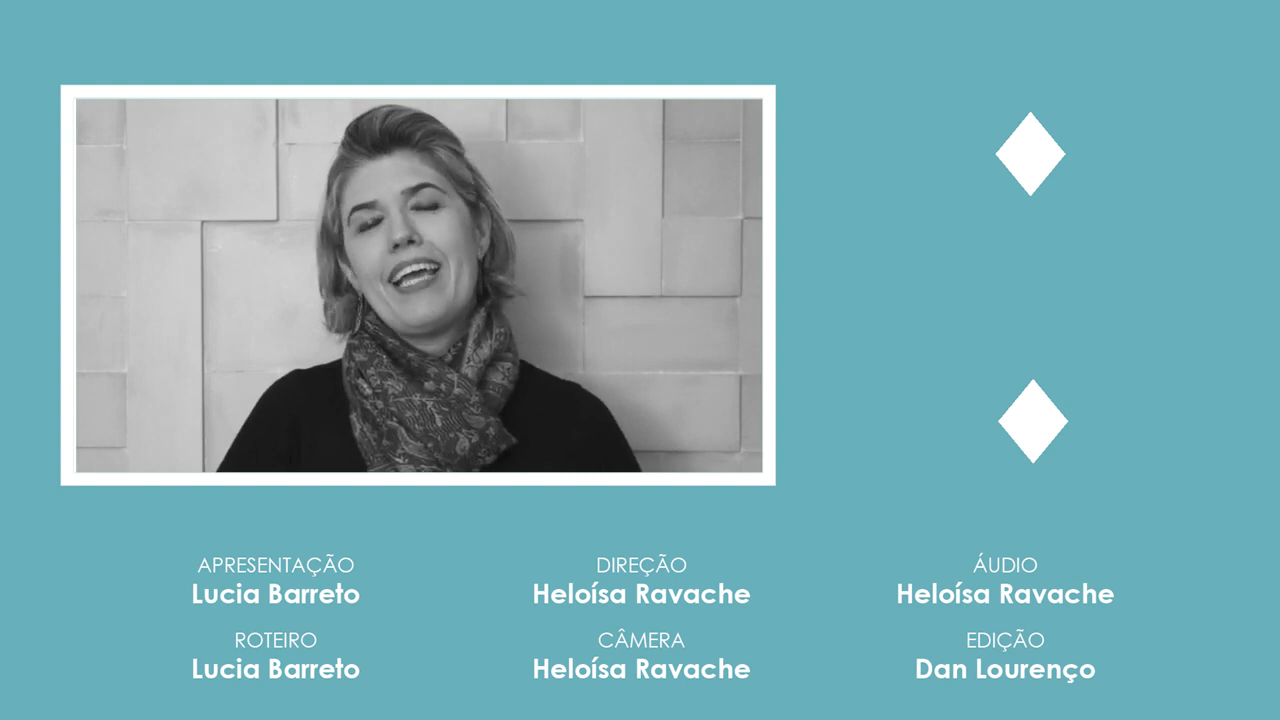 APRESENTAÇÃO
Lucia Barreto
DIREÇÃO
Heloísa Ravache
ÁUDIO
Heloísa Ravache
ROTEIRO
Lucia Barreto
CÂMERA
Heloísa Ravache
EDIÇÃO
Dan Lourenço